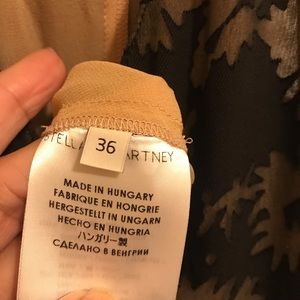 36
STELLA McCARTNEY
MADE IN HUNGARY
FABRIQUE EN HONGRIE
HERGESTELLT IN UNGARN
HECHO EN HUNGRIA
ハンガリー製
СДЕЛАНО В ВЕНГРИИ